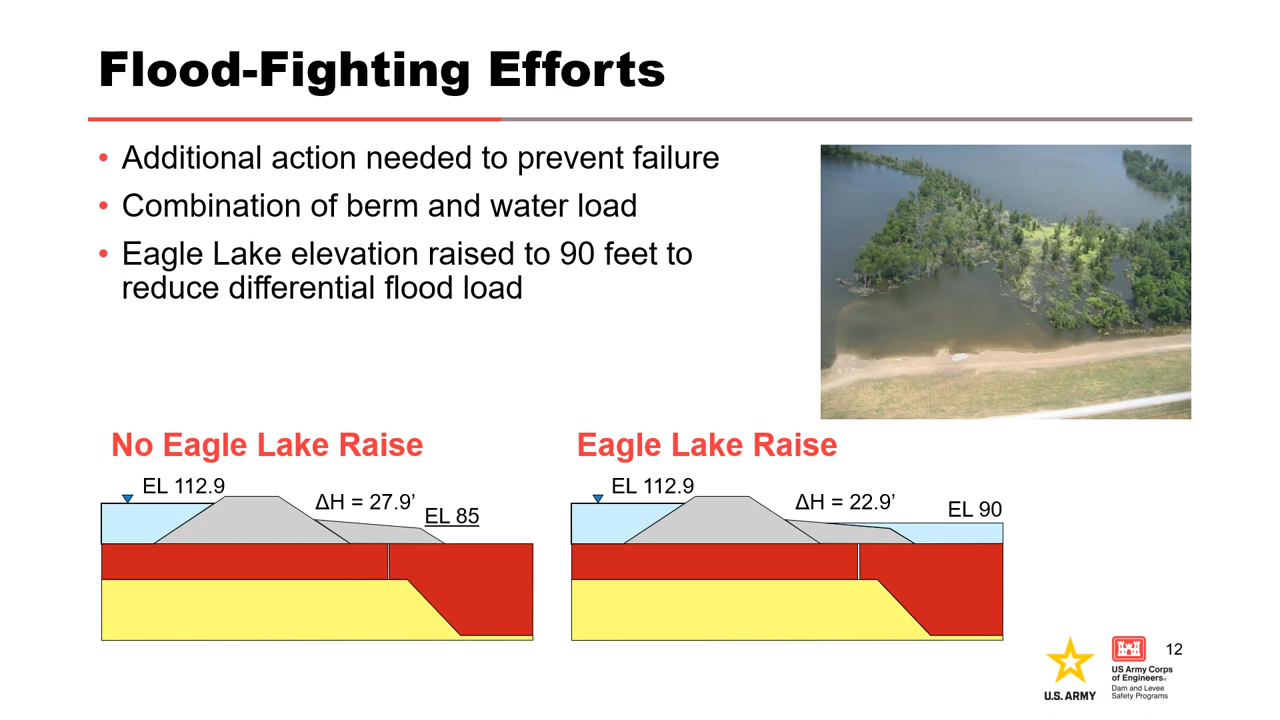 Flood-Fighting Efforts
• Additional action needed to prevent failure
• Combination of berm and water load
• Eagle Lake elevation raised to 90 feet to
reduce differential flood load
No Eagle Lake Raise
EL 112.9
ΔH = 27.9’
EL 85
Eagle Lake Raise
EL 112.9
ΔH = 22.9’
EL 90
U.S. ARMY
US Army Corps
of Engineers®
Dam and Levee
Safety Programs
12